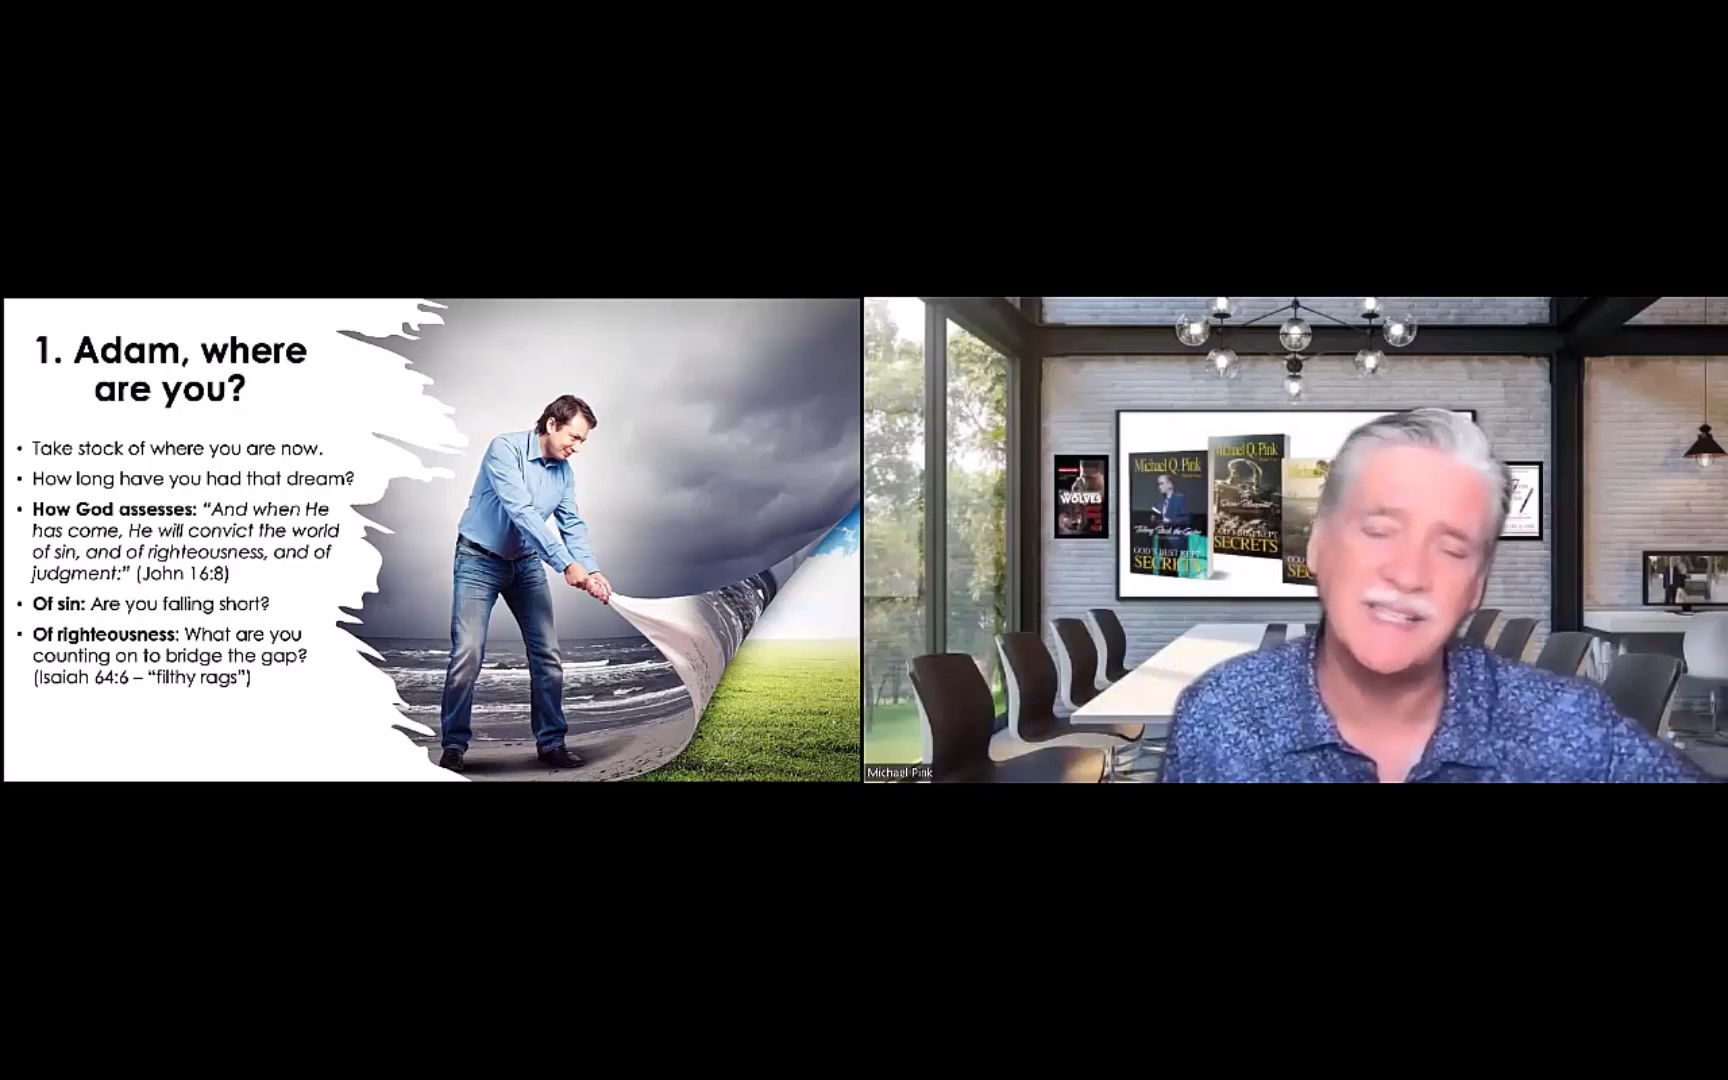 1. Adam, where
are you?
• Take stock of where you are now.
• How long have you had that dream?
• How God assesses: “And when He
has come, He will convict the world
of sin, and of righteousness, and of
judgment:” (John 16:8)
• Of sin: Are you falling short?
• Of righteousness: What are you
counting on to bridge the gap?
(Isaiah 64:6 – “filthy rags”)
WOLVES
Michael Q. Pink
GOD'S BEST KEPT
SECRETS
Michael Q. Pink
GOD'S BEST KEPT
SECRETS
Michael Pink